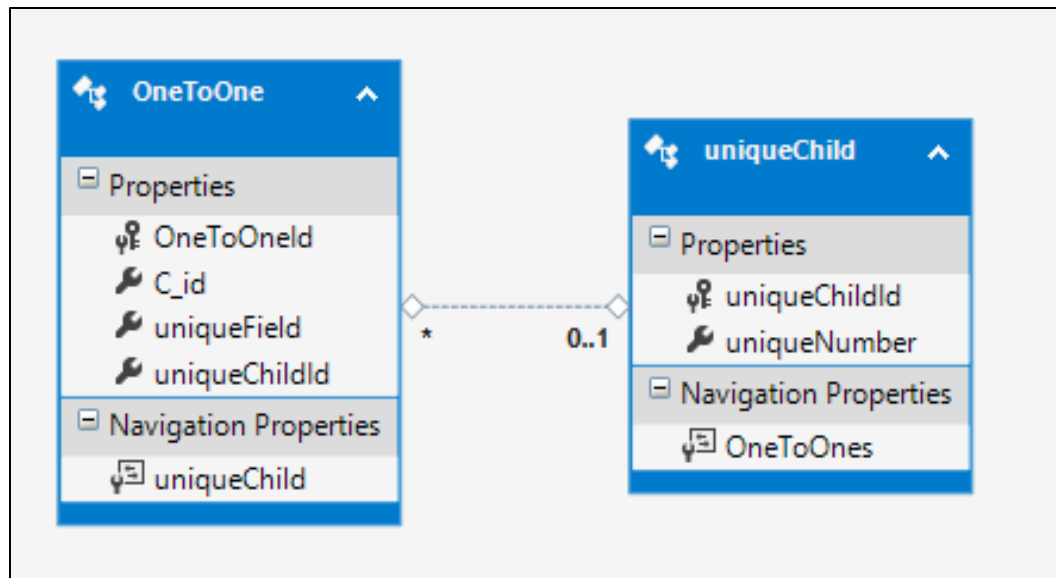 OneToOne
Properties
OneToOneId
C_id
uniqueField
uniqueChildId
Navigation Properties
uniqueChild
*
0..1
uniqueChild
Properties
uniqueChildId
uniqueNumber
Navigation Properties
OneToOnes